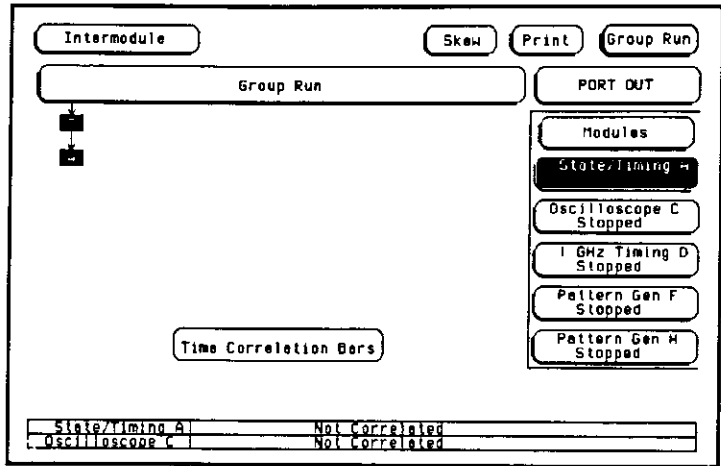 Intermodule Skew Print Group Run
Group Run PORT OUT
Modules
State/Timing A
Oscilloscope C
Stopped
1 GHz Timing D
Stopped
Pattern Gen F
Stopped
Pattern Gen H
Stopped
Time Correlation Bars
State/Timing A Not Correlated
Oscilloscope C Not Correlated